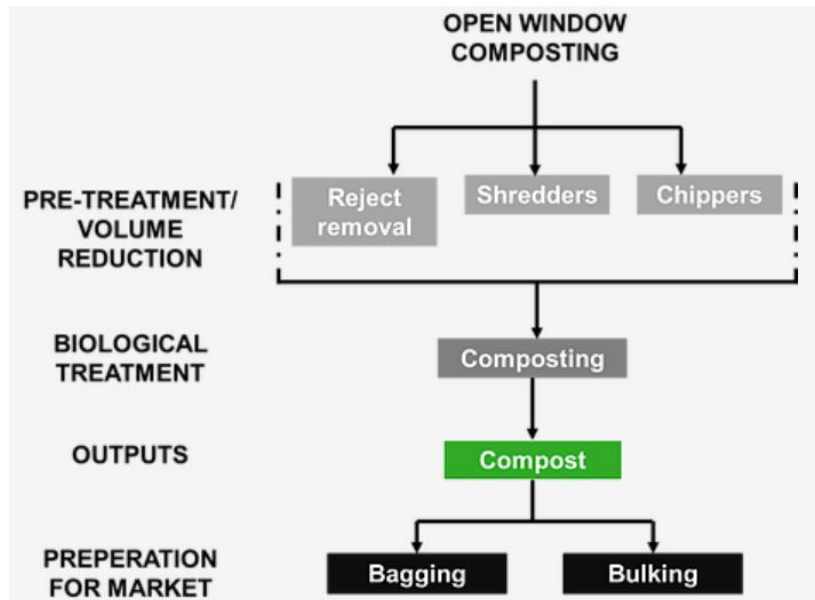 OPEN WINDOW
COMPOSTING
PRE-TREATMENT/
VOLUME
REDUCTION
Reject
removal
Shredders
Chippers
BIOLOGICAL
TREATMENT
Composting
OUTPUTS
Compost
PREPERATION
FOR MARKET
Bagging
Bulking